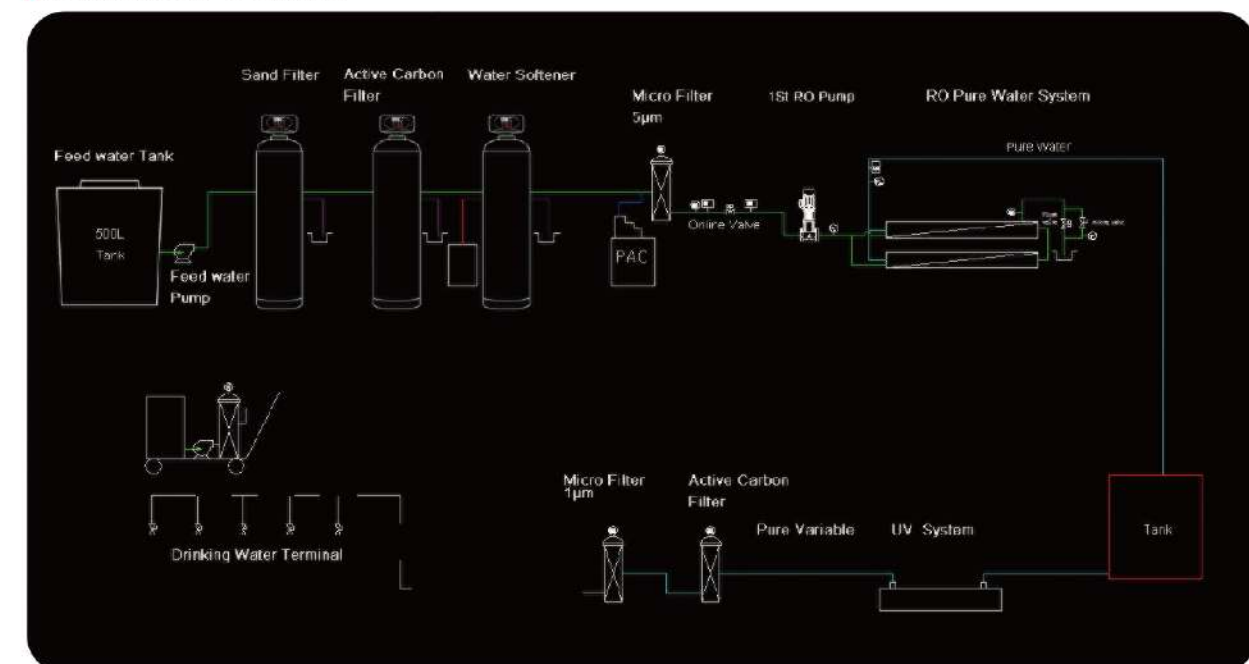 Sand Filter
Active Carbon
Filter
Water Softener
Micro Filter
5µm
1St RO Pump
RO Pure Water System
Pure Water
Feed water Tank
500L
Tank
Feed water
Pump
Online Valve
PAC
Micro Filter
1µm
Active Carbon
Filter
Pure Variable
UV System
Tank
Drinking Water Terminal